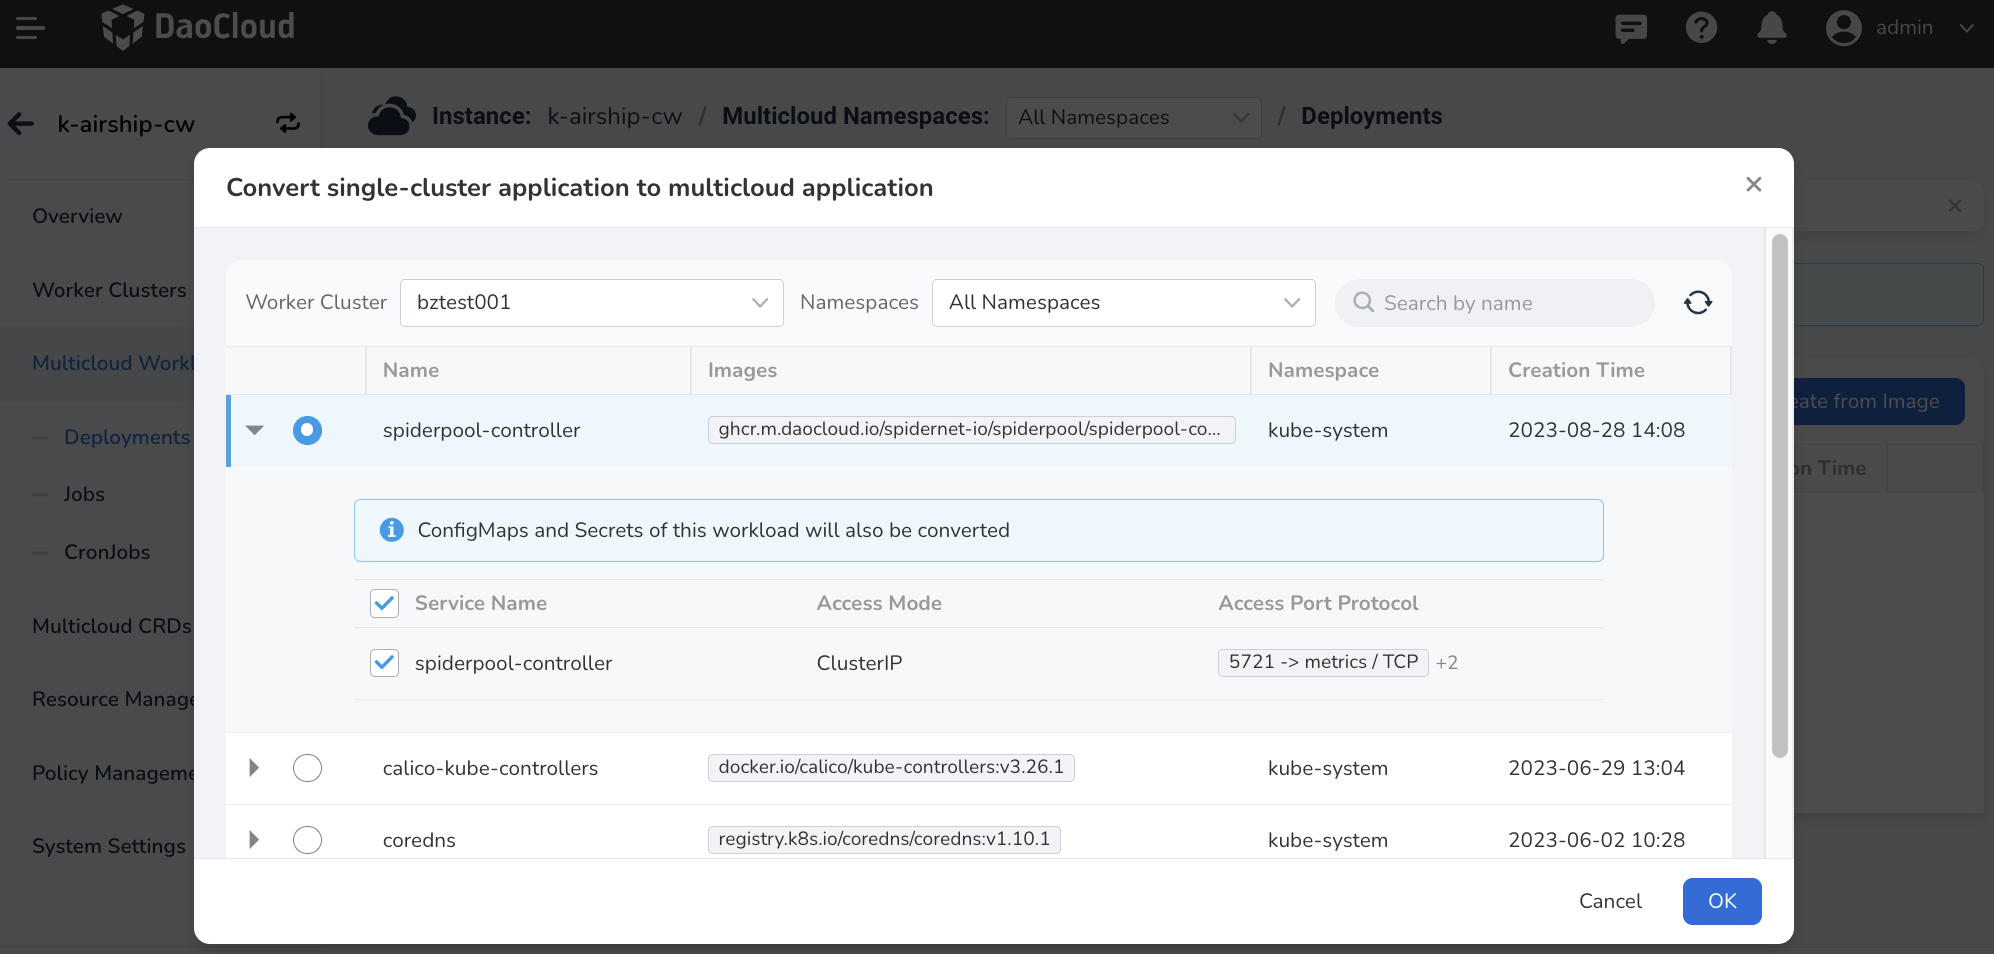 DaoCloud
admin
k-airship-cw
Instance: k-airship-cw / Multicloud Namespaces: All Namespaces / Deployments
Convert single-cluster application to multicloud application
Overview
Worker Clusters
Multicloud Workl
Deployments
Jobs
CronJobs
Multicloud CRDs
Resource Manage
Policy Manageme
System Settings
Worker Cluster bztest001 Namespaces All Namespaces Search by name
Name Images Namespace Creation Time
spiderpool-controller ghcr.m.daocloud.io/spidernet-io/spiderpool/spiderpool-co... kube-system 2023-08-28 14:08
ConfigMaps and Secrets of this workload will also be converted
Service Name Access Mode Access Port Protocol
spiderpool-controller ClusterIP 5721 -> metrics / TCP +2
calico-kube-controllers docker.io/calico/kube-controllers:v3.26.1 kube-system 2023-06-29 13:04
coredns registry.k8s.io/coredns/coredns:v1.10.1 kube-system 2023-06-02 10:28
Cancel OK
eate from Image
on Time